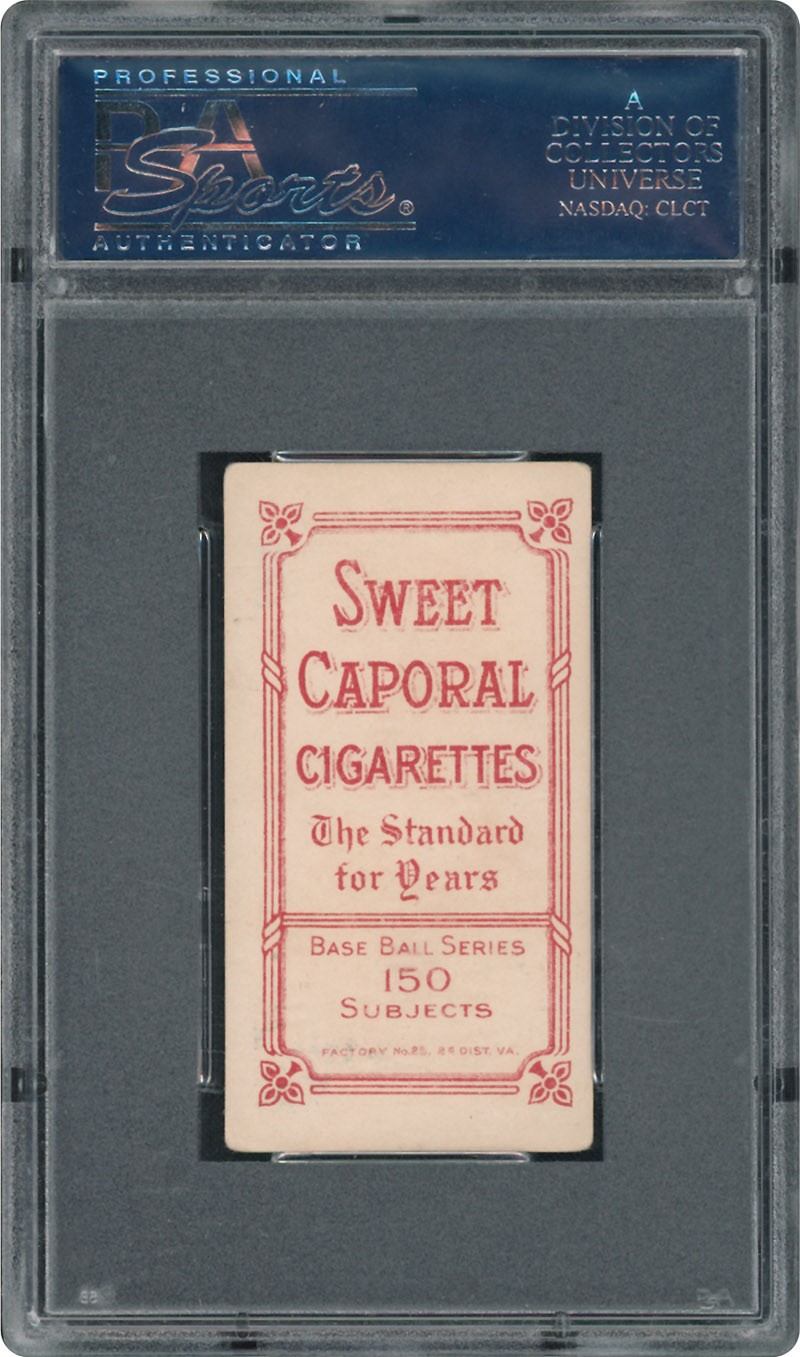 PROFESSIONAL
PSA
Sports®
AUTHENTICATOR
A
DIVISION OF
COLLECTORS
UNIVERSE
NASDAQ: CLCT
SWEET
CAPORAL
CIGARETTES
The Standard
for Years
BASE BALL SERIES
150
SUBJECTS
FACTORY No. 25, 2d DIST. VA.
PSA